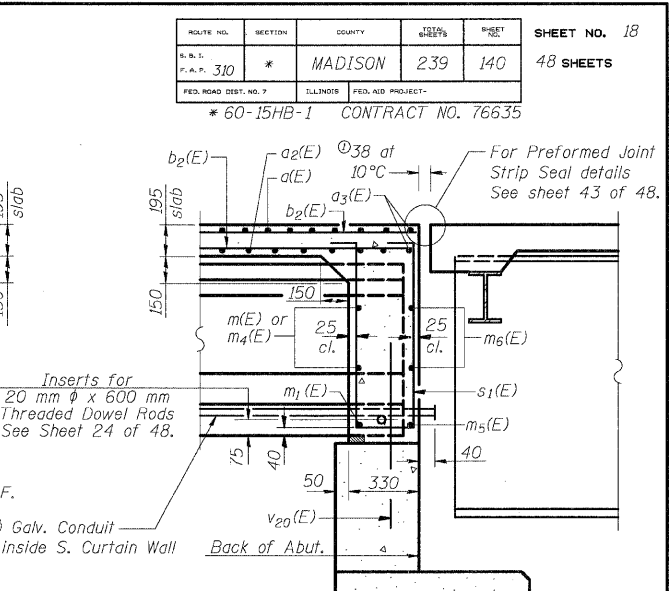 ROUTE NO. SECTION COUNTY TOTAL SHEETS SHEET NO.
S. B. I.
F. A. P. 310 * MADISON 239 140
FED. ROAD DIST. NO. 7 ILLINOIS FED. AID PROJECT-
SHEET NO. 18
48 SHEETS
* 60-15HB-1 CONTRACT NO. 76635
b2(E)
a2(E)
a(E)
① 38 at
10°C
a3(E)
b2(E)
For Preformed Joint
Strip Seal details
See sheet 43 of 48.
195
slab
195
slab
150
150
150
m(E) or
m4(E)
25
cl.
25
cl.
m6(E)
Inserts for
20 mm ϕ x 600 mm
Threaded Dowel Rods
See Sheet 24 of 48.
m1(E)
s1(E)
m5(E)
75
40
40
50
330
F.
) Galv. Conduit
inside S. Curtain Wall
v20(E)
Back of Abut.